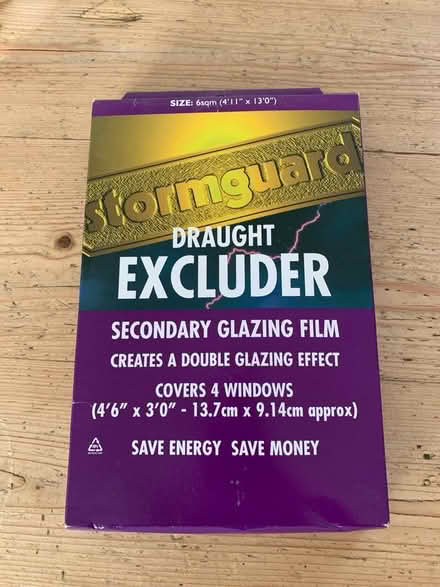 SIZE: 6sqm (4'11" x 13'0")
stormguard
DRAUGHT
EXCLUDER
SECONDARY GLAZING FILM
CREATES A DOUBLE GLAZING EFFECT
COVERS 4 WINDOWS
(4'6" x 3'0" - 13.7cm x 9.14cm approx)
SAVE ENERGY SAVE MONEY